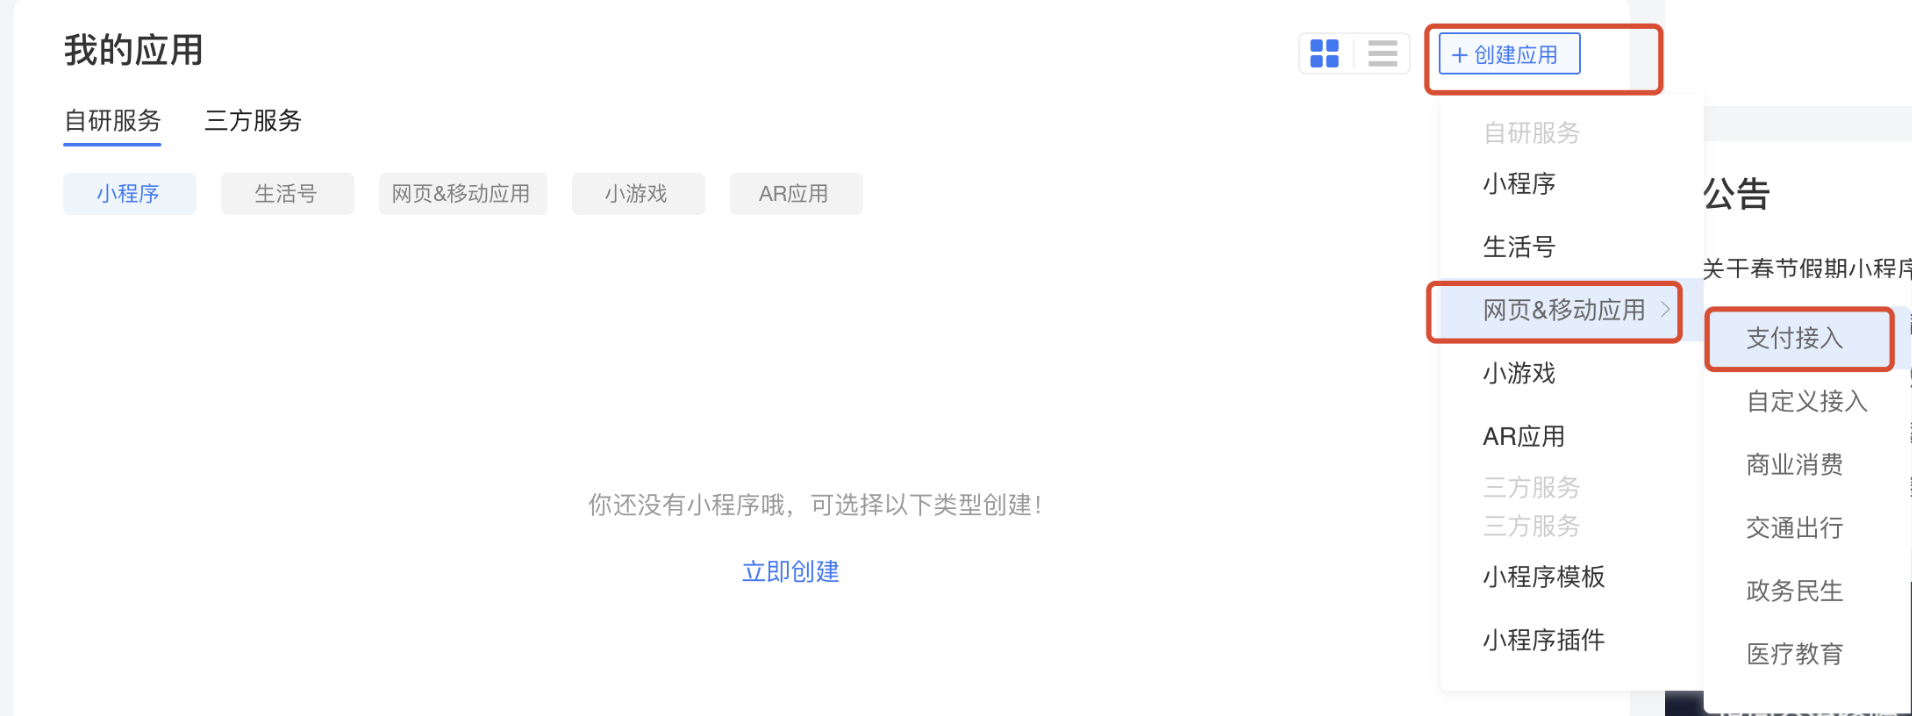 我的应用
+ 创建应用
自研服务 三方服务
小程序 生活号 网页&移动应用 小游戏 AR应用
你还没有小程序哦，可选择以下类型创建！
立即创建
自研服务
小程序
生活号
网页&移动应用 >
小游戏
AR应用
三方服务
三方服务
小程序模板
小程序插件
支付接入
自定义接入
商业消费
交通出行
政务民生
医疗教育
公告
关于春节假期小程序